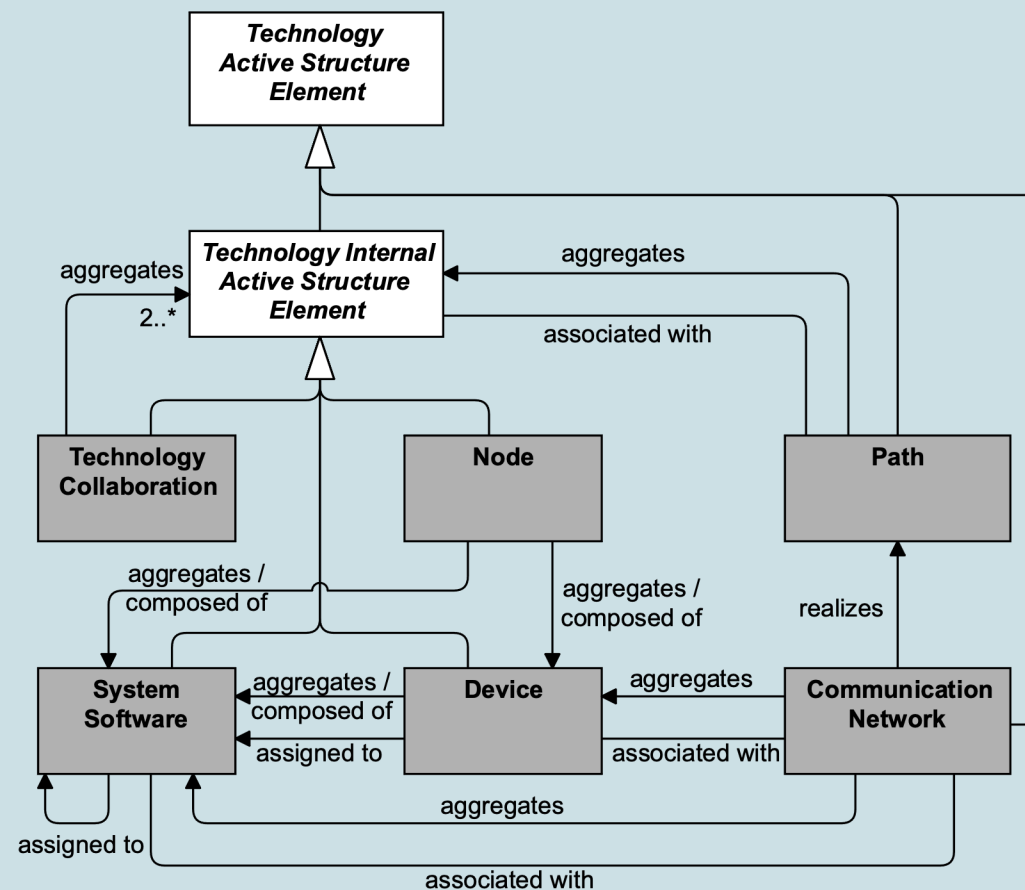 Technology
Active Structure
Element
Technology Internal
Active Structure
Element
aggregates
2..*
aggregates
associated with
Technology
Collaboration
Node
Path
aggregates /
composed of
aggregates /
composed of
realizes
System
Software
aggregates /
composed of
assigned to
Device
aggregates
associated with
Communication
Network
aggregates
assigned to
associated with